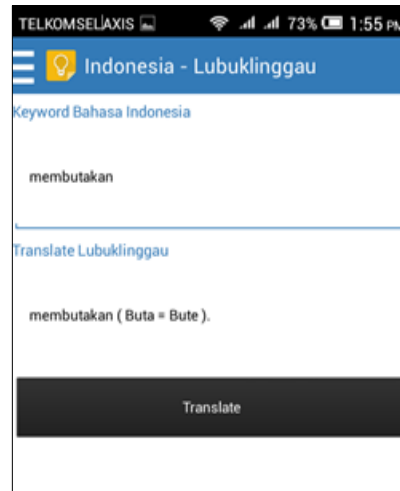 TELKOMSEL|AXIS 73% 1:55 PM
Indonesia - Lubuklinggau
Keyword Bahasa Indonesia
membutakan
Translate Lubuklinggau
membutakan ( Buta = Bute ).
Translate